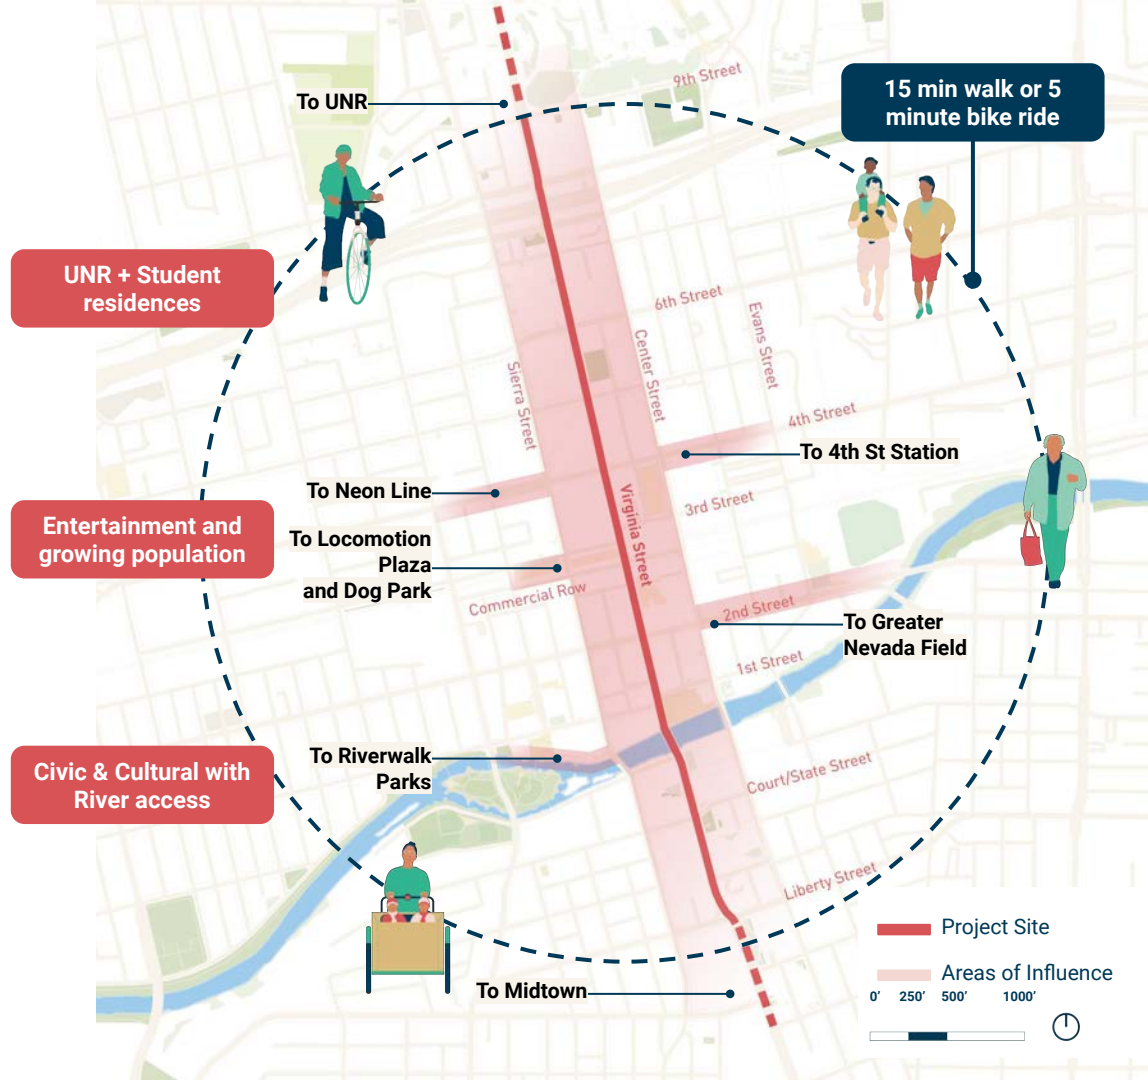 9th Street
To UNR
15 min walk or 5
minute bike ride
UNR + Student
residences
6th Street
Evans Street
Center Street
Sierra Street
4th Street
To 4th St Station
To Neon Line
Virginia Street
3rd Street
Entertainment and
growing population
To Locomotion
Plaza
and Dog Park
Commercial Row
2nd Street
To Greater
Nevada Field
1st Street
To Riverwalk
Parks
Civic & Cultural with
River access
Court/State Street
Liberty Street
Project Site
Areas of Influence
To Midtown
0' 250' 500' 1000'